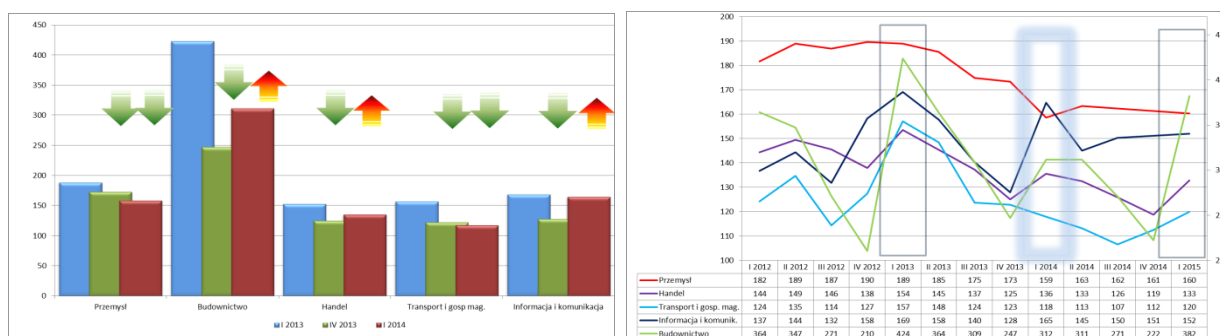 450
400
350
300
250
200
150
100
50
0
Przemysł Budownictwo Handel Transport i gosp mag. Informacja i komunikacja
I 2013 IV 2013 I 2014
200
190
180
170
160
150
140
130
120
110
100
I 2012 II 2012 III 2012 IV 2012 I 2013 II 2013 III 2013 IV 2013 I 2014 II 2014 III 2014 IV 2014 I 2015
Przemysł 182 189 187 190 189 185 175 173 159 163 162 161 160
Handel 144 149 146 138 154 145 137 125 136 133 126 119 133
Transport i gosp. mag. 124 135 114 127 157 148 124 123 118 113 107 112 120
Informacja i komunik. 137 144 132 158 169 158 140 128 165 145 150 151 152
Budownictwo 364 347 271 210 424 364 309 247 312 311 271 222 382